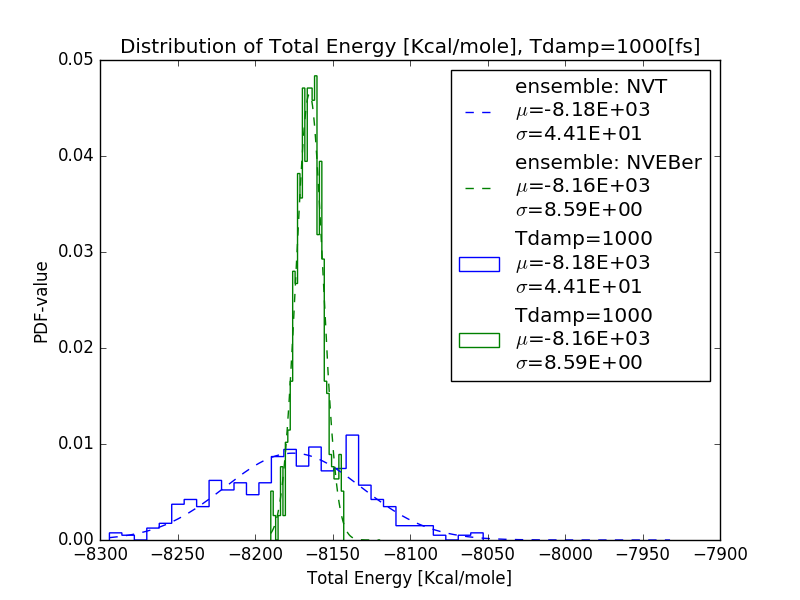 Distribution of Total Energy [Kcal/mole], Tdamp=1000[fs]
0.05
0.04
0.03
0.02
0.01
0.00
PDF-value
ensemble: NVT
μ=-8.18E+03
σ=4.41E+01
ensemble: NVEBer
μ=-8.16E+03
σ=8.59E+00
Tdamp=1000
μ=-8.18E+03
σ=4.41E+01
Tdamp=1000
μ=-8.16E+03
σ=8.59E+00
−8300 −8250 −8200 −8150 −8100 −8050 −8000 −7950 −7900
Total Energy [Kcal/mole]